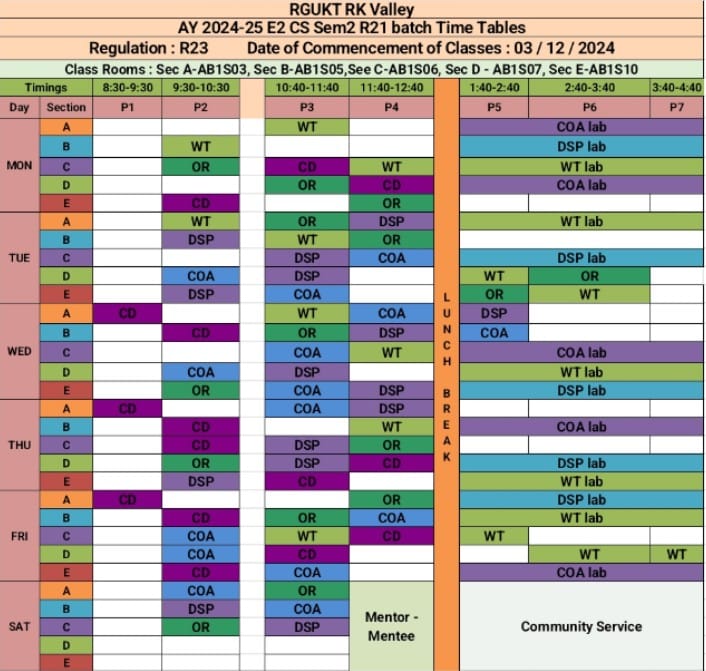 RGUKT RK Valley
AY 2024-25 E2 CS Sem2 R21 batch Time Tables
Regulation : R23 Date of Commencement of Classes : 03 / 12 / 2024
Class Rooms : Sec A-AB1S03, Sec B-AB1S05,See C-AB1S06, Sec D - AB1S07, Sec E-AB1S10
Timings 8:30-9:30 9:30-10:30 10:40-11:40 11:40-12:40 1:40-2:40 2:40-3:40 3:40-4:40
Day Section P1 P2 P3 P4 P5 P6 P7
LUNCH BREAK
MON
A WT COA lab
B WT DSP lab
C OR CD WT WT lab
D OR CD COA lab
E CD OR
TUE
A WT OR DSP WT lab
B DSP WT OR
C DSP COA DSP lab
D COA DSP WT OR
E DSP COA OR WT
WED
A CD WT COA DSP
B CD OR DSP COA
C COA WT COA lab
D COA DSP WT lab
E OR COA DSP DSP lab
THU
A CD COA DSP
B CD WT COA lab
C CD DSP OR
D OR DSP CD DSP lab
E DSP CD WT lab
FRI
A CD OR DSP lab
B CD OR COA WT lab
C COA WT CD WT
D COA CD WT WT
E CD COA COA lab
SAT
A COA OR
B DSP COA
C OR DSP
D
E
Mentor -
Mentee
Community Service